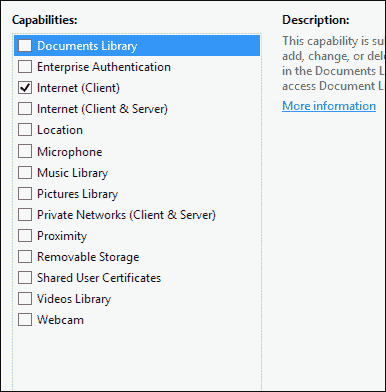 Capabilities:
Documents Library
Enterprise Authentication
Internet (Client)
Internet (Client & Server)
Location
Microphone
Music Library
Pictures Library
Private Networks (Client & Server)
Proximity
Removable Storage
Shared User Certificates
Videos Library
Webcam
Description:
This capability is su
add, change, or dele
in the Documents L
access Document L
More information